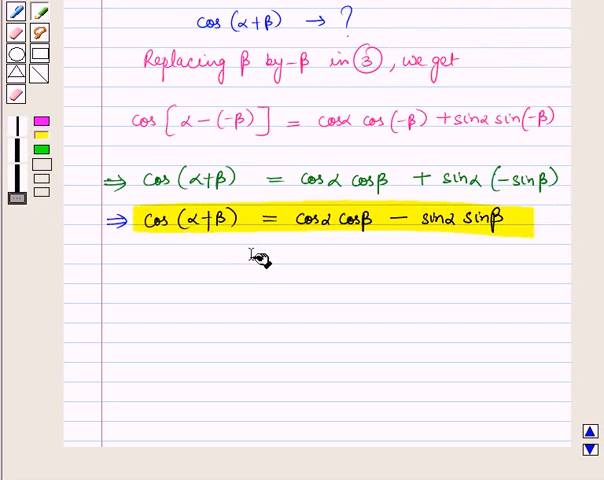 cos (α+β) → ?
Replacing β by -β in ③, we get
cos [α-(-β)] = cosα cos(-β) + sinα sin(-β)
⇒ cos (α+β) = cosα cosβ + sinα (-sinβ)
⇒ cos (α+β) = cosα cosβ - sinα sinβ